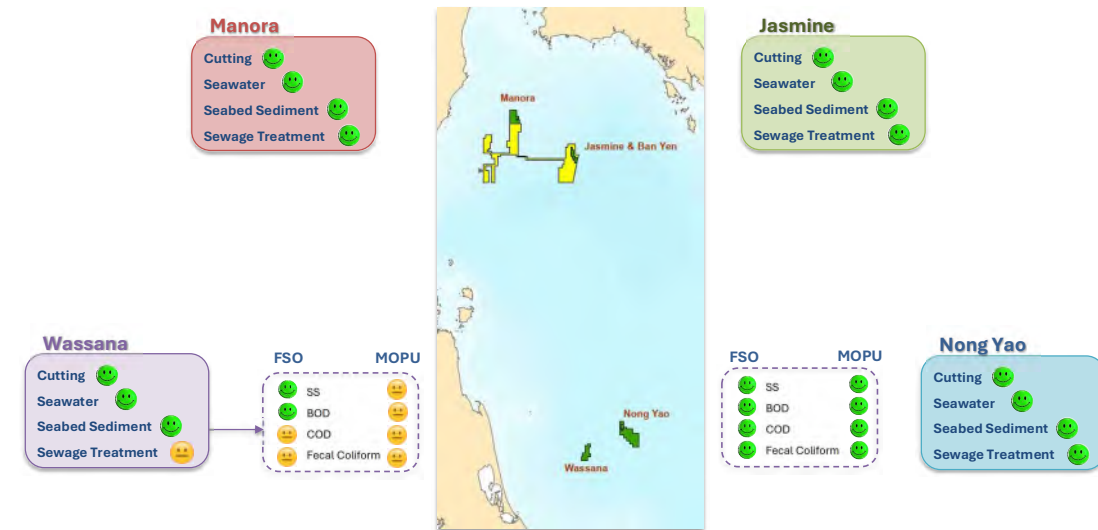 Manora
Cutting
Seawater
Seabed Sediment
Sewage Treatment
Jasmine
Cutting
Seawater
Seabed Sediment
Sewage Treatment
Manora
Jasmine & Ban Yen
Nong Yao
Wassana
Wassana
Cutting
Seawater
Seabed Sediment
Sewage Treatment
FSO MOPU
SS
BOD
COD
Fecal Coliform
FSO MOPU
SS
BOD
COD
Fecal Coliform
Nong Yao
Cutting
Seawater
Seabed Sediment
Sewage Treatment